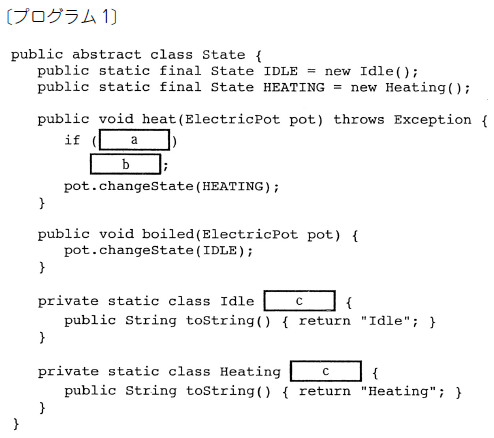 〔プログラム1〕
public abstract class State {
public static final State IDLE = new Idle();
public static final State HEATING = new Heating();
public void heat(ElectricPot pot) throws Exception {
if ( a )
b ;
pot.changeState(HEATING);
}
public void boiled(ElectricPot pot) {
pot.changeState(IDLE);
}
private static class Idle c {
public String toString() { return "Idle"; }
}
private static class Heating c {
public String toString() { return "Heating"; }
}
}